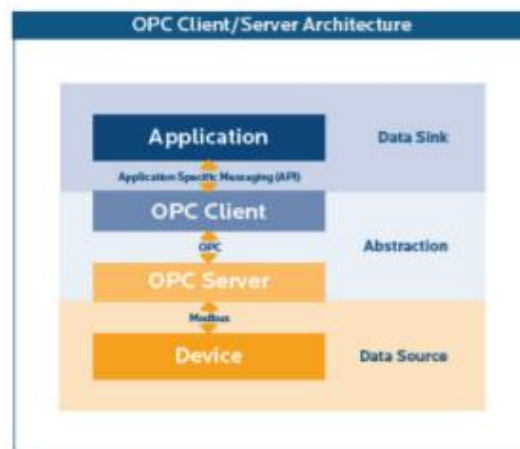 OPC Client/Server Architecture
Application
Data Sink
Application Specific Messaging (API)
OPC Client
OPC
Abstraction
OPC Server
Modbus
Device
Data Source